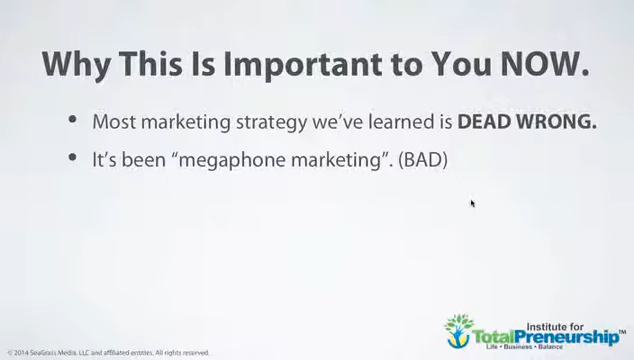 Why This Is Important to You NOW.
• Most marketing strategy we've learned is DEAD WRONG.
• It's been “megaphone marketing”. (BAD)
Institute for
TotalPreneurship™
Life • Business • Balance
© 2014 SeaGrass Media, LLC and affiliated entities. All rights reserved.